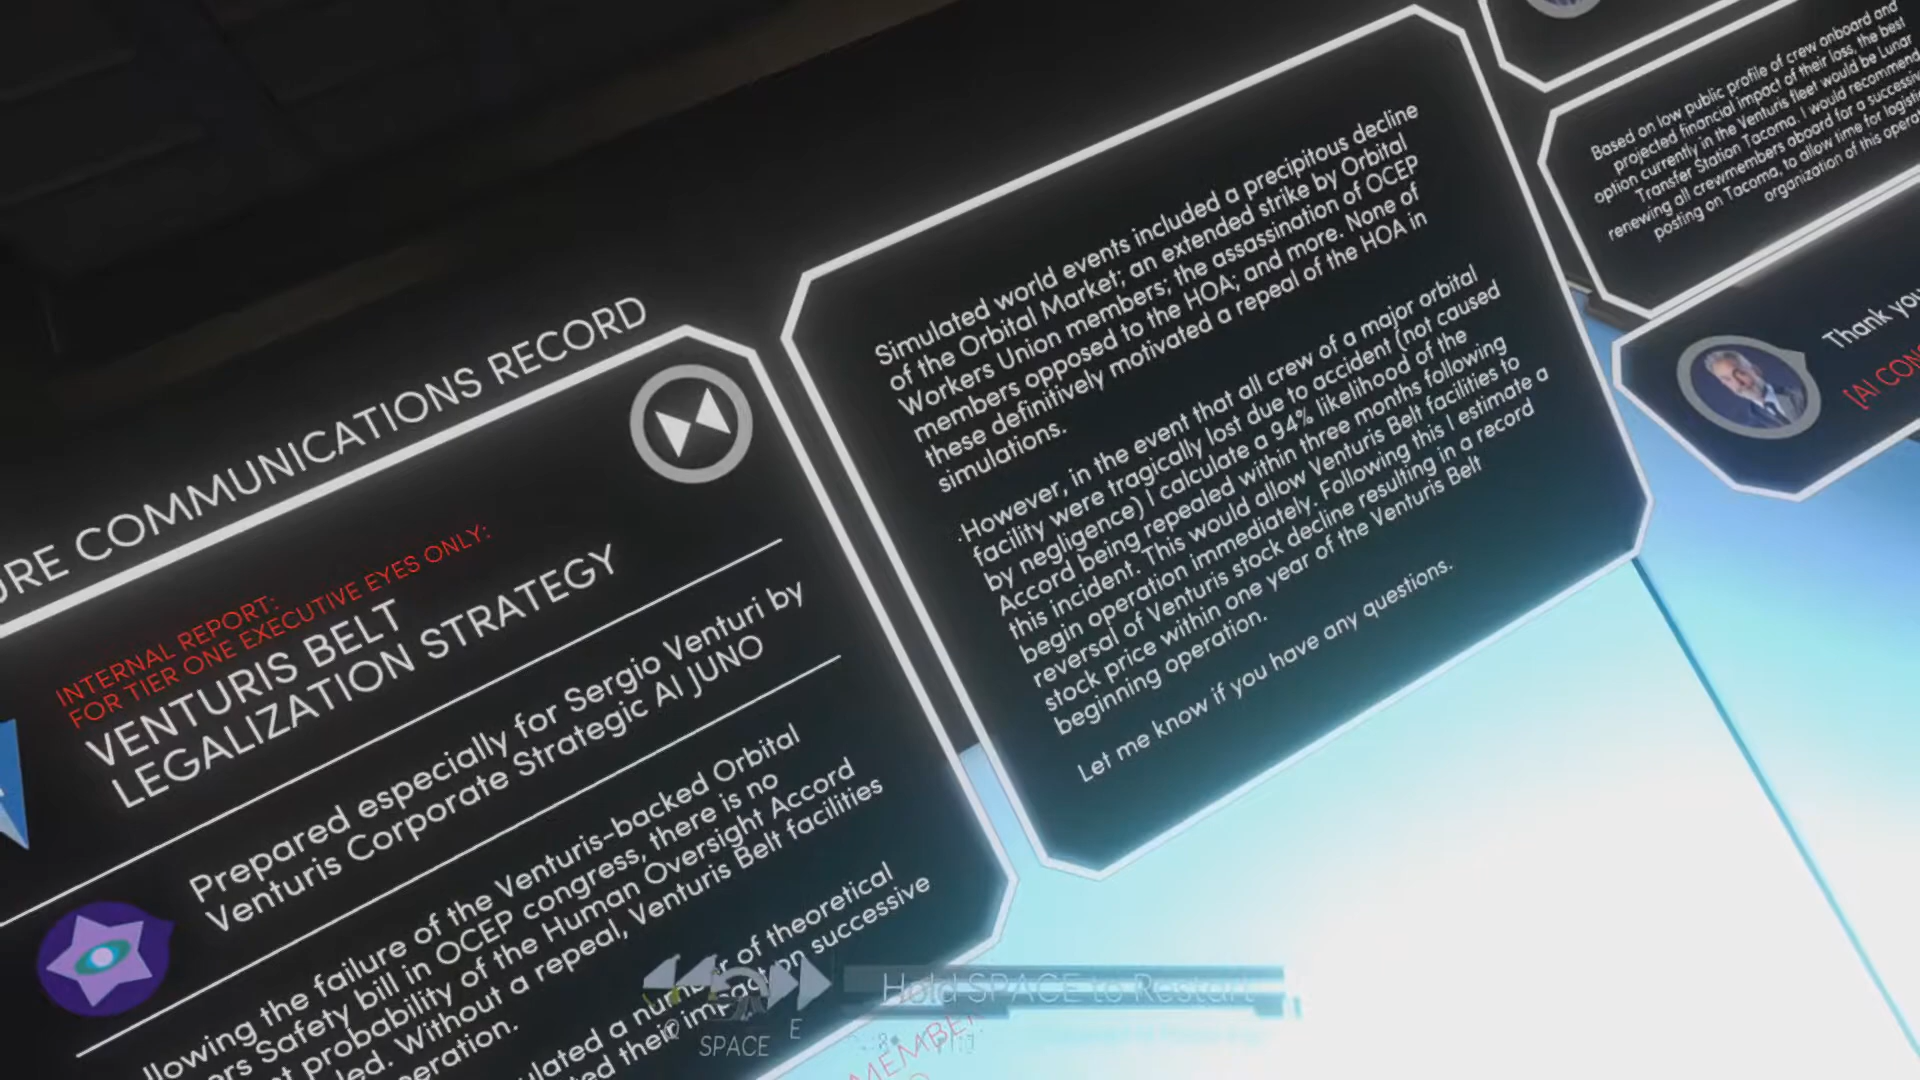 URE COMMUNICATIONS RECORD
INTERNAL REPORT:
FOR TIER ONE EXECUTIVE EYES ONLY:
VENTURIS BELT
LEGALIZATION STRATEGY
Prepared especially for Sergio Venturi by
Venturis Corporate Strategic AI JUNO
llowing the failure of the Venturis-backed Orbital
ers Safety bill in OCEP congress, there is no
t probability of the Human Oversight Accord
led. Without a repeal, Venturis Belt facilities
eration.
ulated a number of theoretical
ted their impact on successive
Simulated world events included a precipitous decline
of the Orbital Market; an extended strike by Orbital
Workers Union members; the assassination of OCEP
members opposed to the HOA; and more. None of
these definitively motivated a repeal of the HOA in
simulations.
However, in the event that all crew of a major orbital
facility were tragically lost due to accident (not caused
by negligence) I calculate a 94% likelihood of the
Accord being repealed within three months following
this incident. This would allow Venturis Belt facilities to
begin operation immediately. Following this I estimate a
reversal of Venturis stock decline resulting in a record
stock price within one year of the Venturis Belt
beginning operation.
Let me know if you have any questions.
Based on low public profile of crew onboard and
projected financial impact of their loss, the best
option currently in the Venturis fleet would be Lunar
Transfer Station Tacoma. I would recommend
renewing all crewmembers aboard for a successiv
posting on Tacoma, to allow time for logisti
organization of this opera
Thank you
[AI CON
Hold SPACE to Restart
Q SPACE E
MEMBE